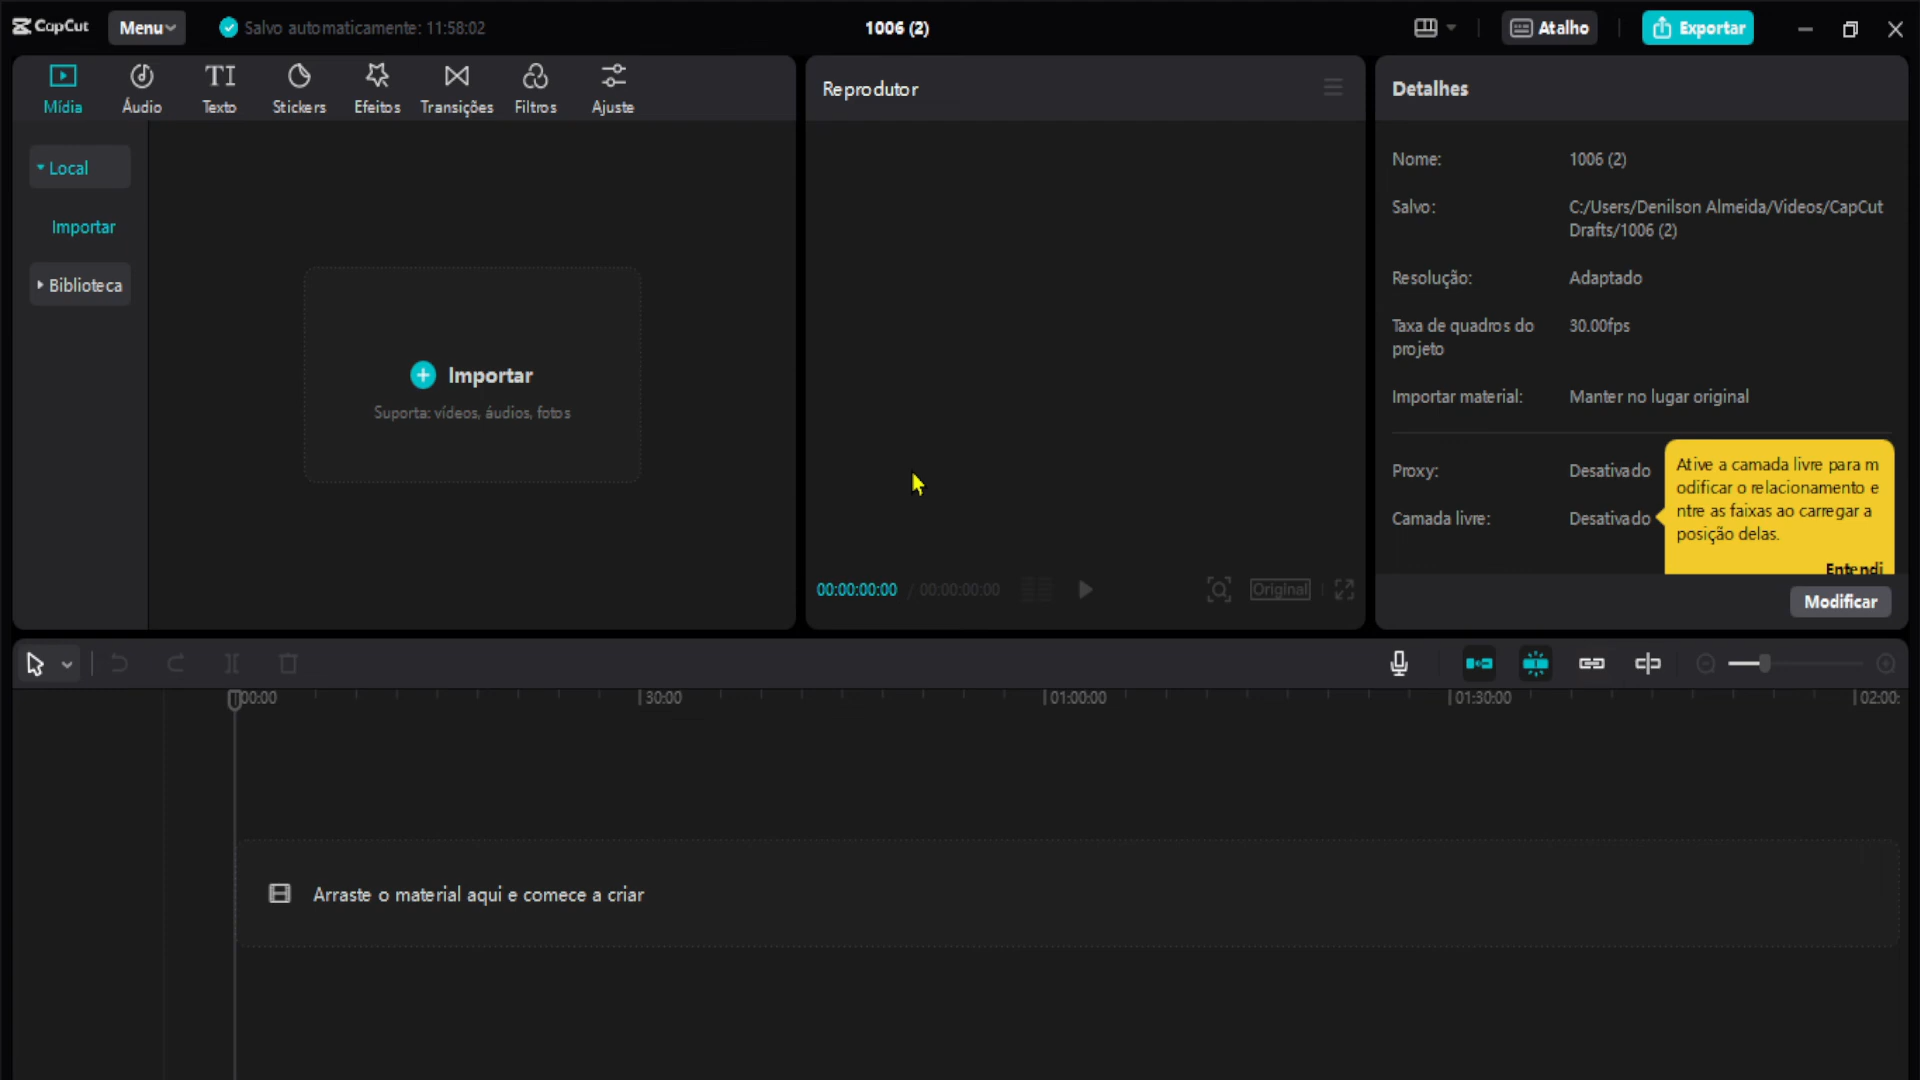 CapCut Menu Salvo automaticamente: 11:58:02 1006 (2) Atalho Exportar
Mídia Áudio Texto Stickers Efeitos Transições Filtros Ajuste
Local
Importar
Biblioteca
Importar
Suporta: vídeos, áudios, fotos
Reprodutor
00:00:00:00 / 00:00:00:00 Original
Detalhes
Nome: 1006 (2)
Salvo: C:/Users/Denilson Almeida/Videos/CapCut
Drafts/1006 (2)
Resolução: Adaptado
Taxa de quadros do 30.00fps
projeto
Importar material: Manter no lugar original
Proxy: Desativado
Camada livre: Desativado
Ative a camada livre para m
odificar o relacionamento e
ntre as faixas ao carregar a
posição delas.
Entendi
Modificar
00:00 30:00 01:00:00 01:30:00 02:00:
Arraste o material aqui e comece a criar